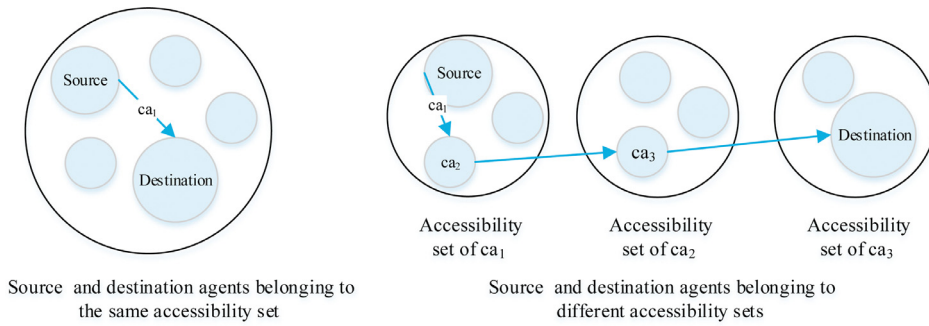 Source
ca₁
Destination
Source and destination agents belonging to
the same accessibility set
Source
ca₁
ca₂
ca₃
Destination
Accessibility
set of ca₁
Accessibility
set of ca₂
Accessibility
set of ca₃
Source and destination agents belonging to
different accessibility sets